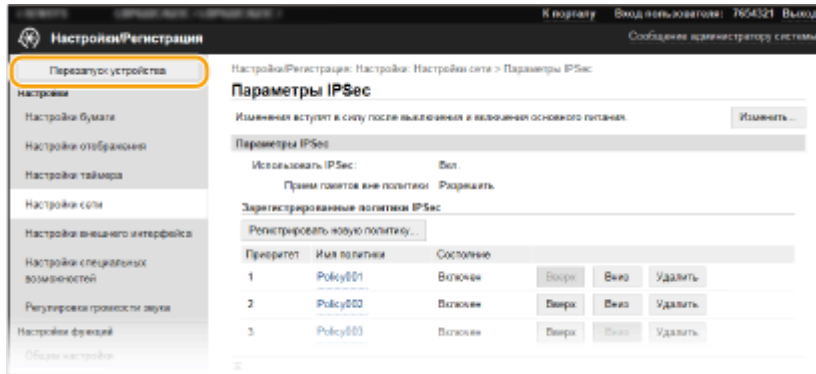 К порталу Вход пользователя: 7654321 Выход
Настройки/Регистрация
Сообщение администратору системы
Перезапуск устройства
Настройки/Регистрация: Настройки: Настройки сети > Параметры IPSec
Настройки
Параметры IPSec
Настройки бумаги
Изменения вступят в силу после выключения и включения основного питания.
Изменить...
Настройки отображения
Параметры IPSec
Настройки таймера
Использовать IPSec: Вкл.
Прием пакетов вне политики Разрешить
Настройки сети
Зарегистрированные политики IPSec
Настройки внешнего интерфейса
Регистрировать новую политику...
Настройки специальных
возможностей
Приоритет Имя политики Состояние
1 Policy001 Включен Вверх Вниз Удалить
Регулировка громкости звука
2 Policy002 Включен Вверх Вниз Удалить
Настройки функций
3 Policy003 Включен Вверх Вниз Удалить
Общие настройки